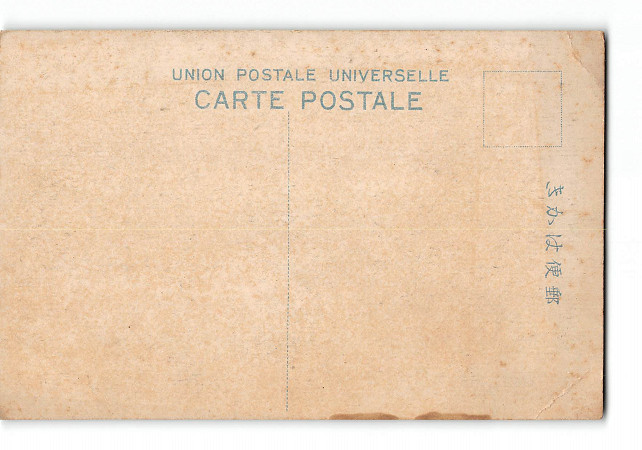 UNION POSTALE UNIVERSELLE
CARTE POSTALE
郵便はかき